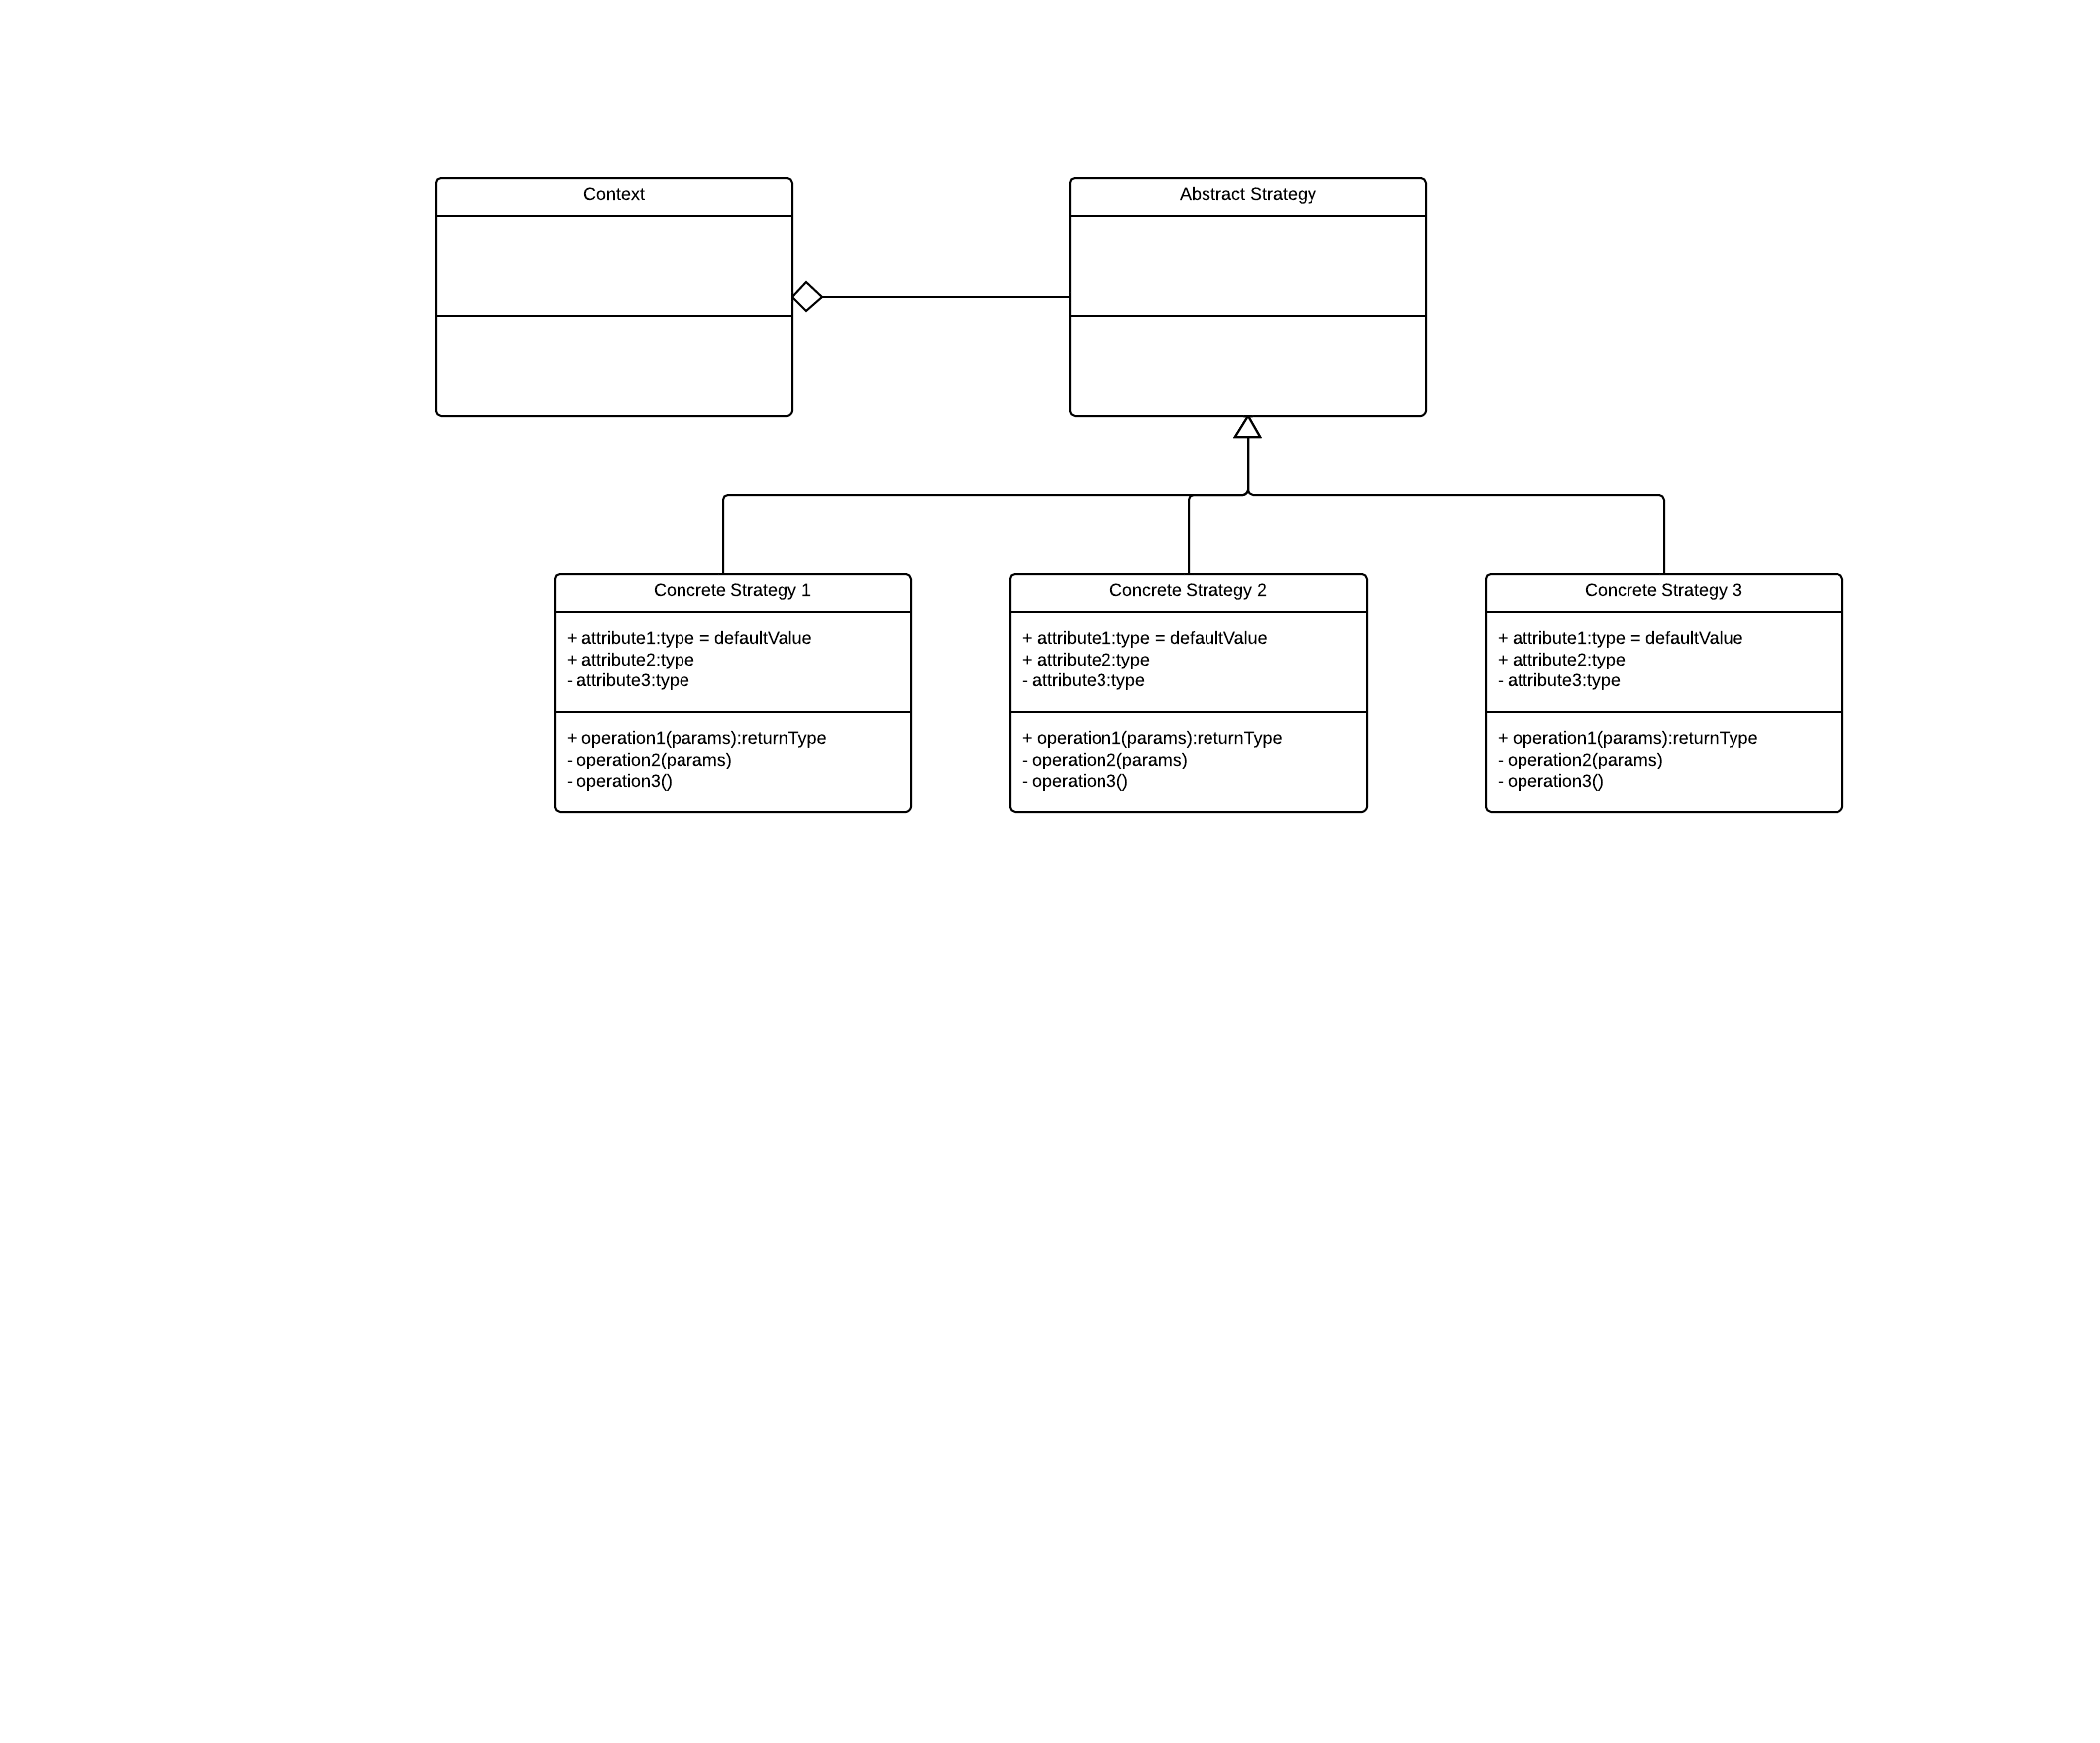 Context
Abstract Strategy
Concrete Strategy 1
+ attribute1:type = defaultValue
+ attribute2:type
- attribute3:type
+ operation1(params):returnType
- operation2(params)
- operation3()
Concrete Strategy 2
+ attribute1:type = defaultValue
+ attribute2:type
- attribute3:type
+ operation1(params):returnType
- operation2(params)
- operation3()
Concrete Strategy 3
+ attribute1:type = defaultValue
+ attribute2:type
- attribute3:type
+ operation1(params):returnType
- operation2(params)
- operation3()